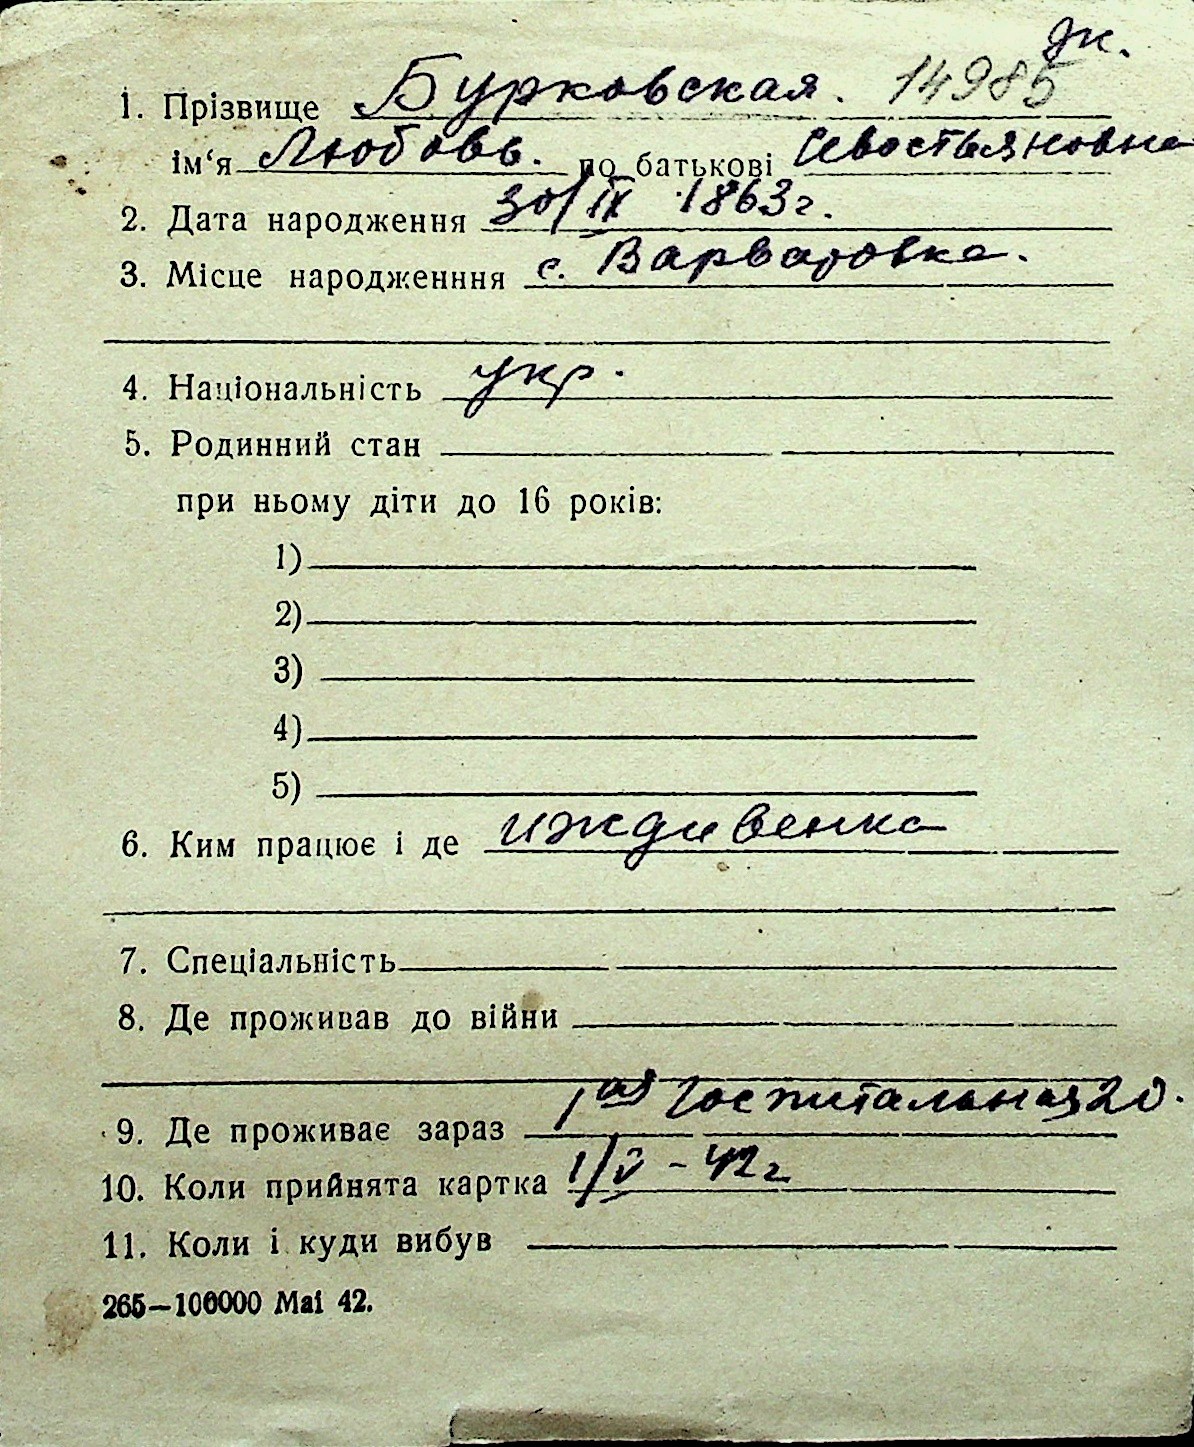 дк.
1. Прізвище Бурковская. 14985
ім‘я Любовь. по батькові Севостьяновна
2. Дата народження 30/IX 1863г.
3. Місце народженння с. Варваровка.
4. Національність укр.
5. Родинний стан
при ньому діти до 16 років:
1)
2)
3)
4)
5)
6. Ким працює і де иждивенка
7. Спеціальність
8. Де проживав до війни
9. Де проживає зараз 1ая Госпитальная 20.
10. Коли прийнята картка 1/V - 42г
11. Коли і куди вибув
265—100000 Маі 42.